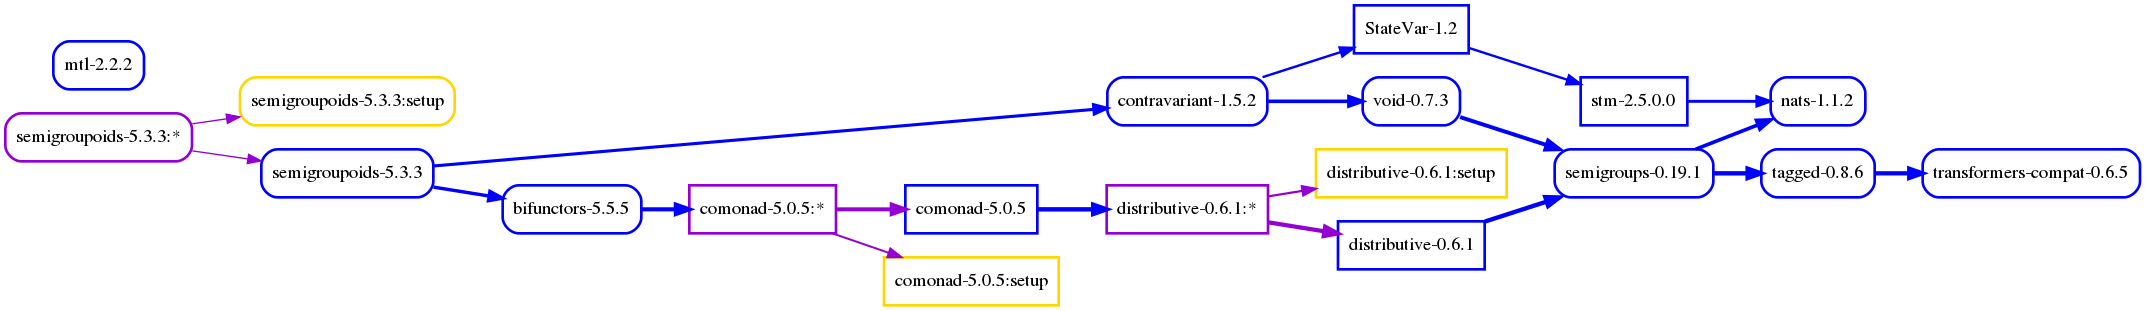 StateVar-1.2
mtl-2.2.2
semigroupoids-5.3.3:setup
contravariant-1.5.2
void-0.7.3
stm-2.5.0.0
nats-1.1.2
semigroupoids-5.3.3:*
semigroupoids-5.3.3
distributive-0.6.1:setup
semigroups-0.19.1
tagged-0.8.6
transformers-compat-0.6.5
bifunctors-5.5.5
comonad-5.0.5:*
comonad-5.0.5
distributive-0.6.1:*
distributive-0.6.1
comonad-5.0.5:setup